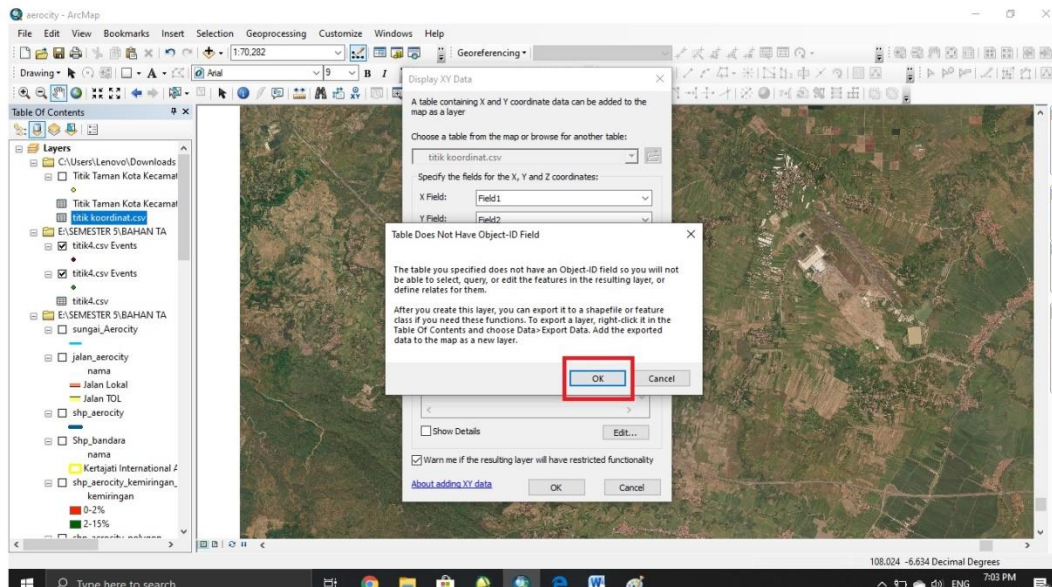 aerocity - ArcMap
File Edit View Bookmarks Insert Selection Geoprocessing Customize Windows Help
1:70,282
Georeferencing
Drawing
A
Arial
9
B I
Table Of Contents
Layers
C:\Users\Lenovo\Downloads
Titik Taman Kota Kecamat
Titik Taman Kota Kecamat
titik koordinat.csv
E:\SEMESTER 5\BAHAN TA
titik4.csv Events
titik4.csv Events
titik4.csv
E:\SEMESTER 5\BAHAN TA
sungai_Aerocity
jalan_aerocity
nama
Jalan Lokal
Jalan TOL
shp_aerocity
Shp_bandara
nama
Kertajati International A
shp_aerocity_kemiringan_
kemiringan
0-2%
2-15%
Display XY Data
A table containing X and Y coordinate data can be added to the
map as a layer
Choose a table from the map or browse for another table:
titik koordinat.csv
Specify the fields for the X, Y and Z coordinates:
X Field: Field1
Y Field: Field2
Table Does Not Have Object-ID Field
The table you specified does not have an Object-ID field so you will not
be able to select, query, or edit the features in the resulting layer, or
define relates for them.
After you create this layer, you can export it to a shapefile or feature
class if you need these functions. To export a layer, right-click it in the
Table Of Contents and choose Data>Export Data. Add the exported
data to the map as a new layer.
OK Cancel
Show Details Edit...
Warn me if the resulting layer will have restricted functionality
About adding XY data OK Cancel
108.024 -6.634 Decimal Degrees
Type here to search
ENG
7:03 PM